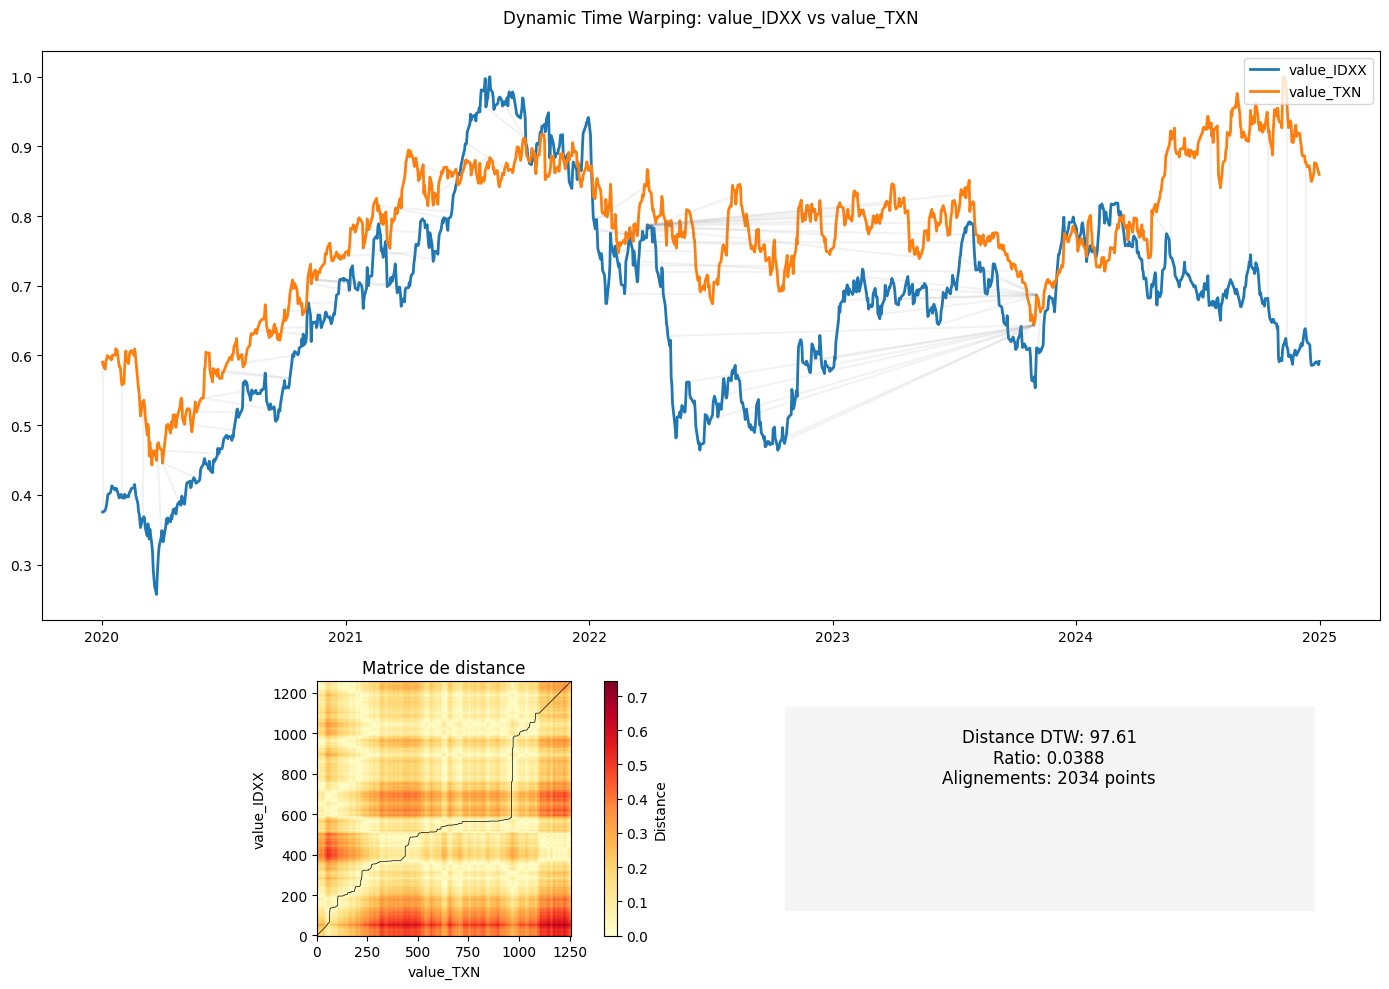 Dynamic Time Warping: value_IDXX vs value_TXN
value_IDXX
value_TXN
1.0
0.9
0.8
0.7
0.6
0.5
0.4
0.3
2020 2021 2022 2023 2024 2025
Matrice de distance
value_IDXX
1200
1000
800
600
400
200
0
0 250 500 750 1000 1250
value_TXN
0.7
0.6
0.5
0.4
0.3
0.2
0.1
0.0
Distance
Distance DTW: 97.61
Ratio: 0.0388
Alignements: 2034 points